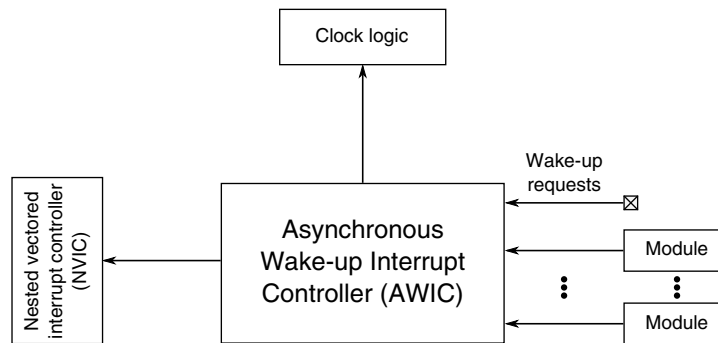 Clock logic
Wake-up
requests
Nested vectored
interrupt controller
(NVIC)
Asynchronous
Wake-up Interrupt
Controller (AWIC)
Module
Module